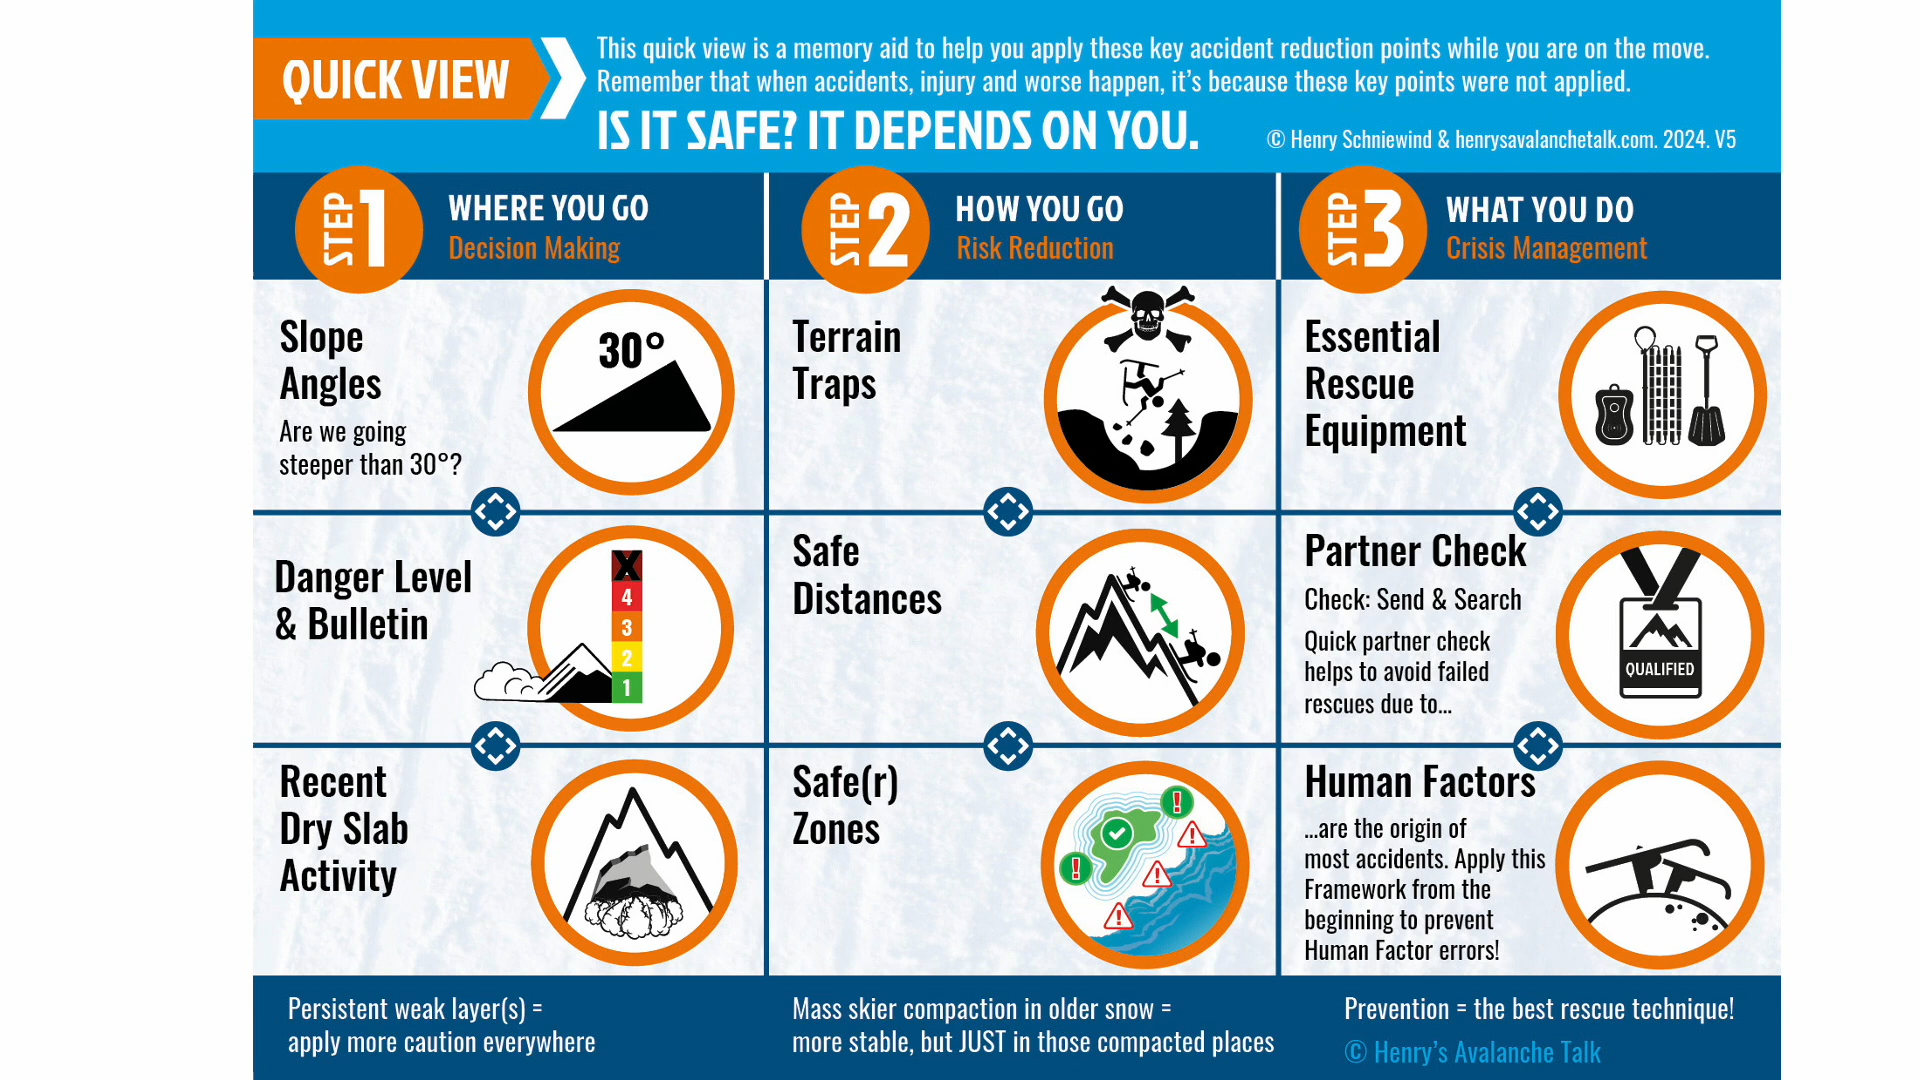 QUICK VIEW
This quick view is a memory aid to help you apply these key accident reduction points while you are on the move.
Remember that when accidents, injury and worse happen, it's because these key points were not applied.
IS IT SAFE? IT DEPENDS ON YOU.
© Henry Schniewind & henrysavalanchetalk.com. 2024. V5
STEP 1
WHERE YOU GO
Decision Making
Slope
Angles
Are we going
steeper than 30°?
30°
Danger Level
& Bulletin
X
4
3
2
1
Recent
Dry Slab
Activity
Persistent weak layer(s) =
apply more caution everywhere
STEP 2
HOW YOU GO
Risk Reduction
Terrain
Traps
Safe
Distances
Safe(r)
Zones
!
!
!
!
!
Mass skier compaction in older snow =
more stable, but JUST in those compacted places
STEP 3
WHAT YOU DO
Crisis Management
Essential
Rescue
Equipment
Partner Check
Check: Send & Search
Quick partner check
helps to avoid failed
rescues due to...
QUALIFIED
Human Factors
...are the origin of
most accidents. Apply this
Framework from the
beginning to prevent
Human Factor errors!
Prevention = the best rescue technique!
© Henry's Avalanche Talk